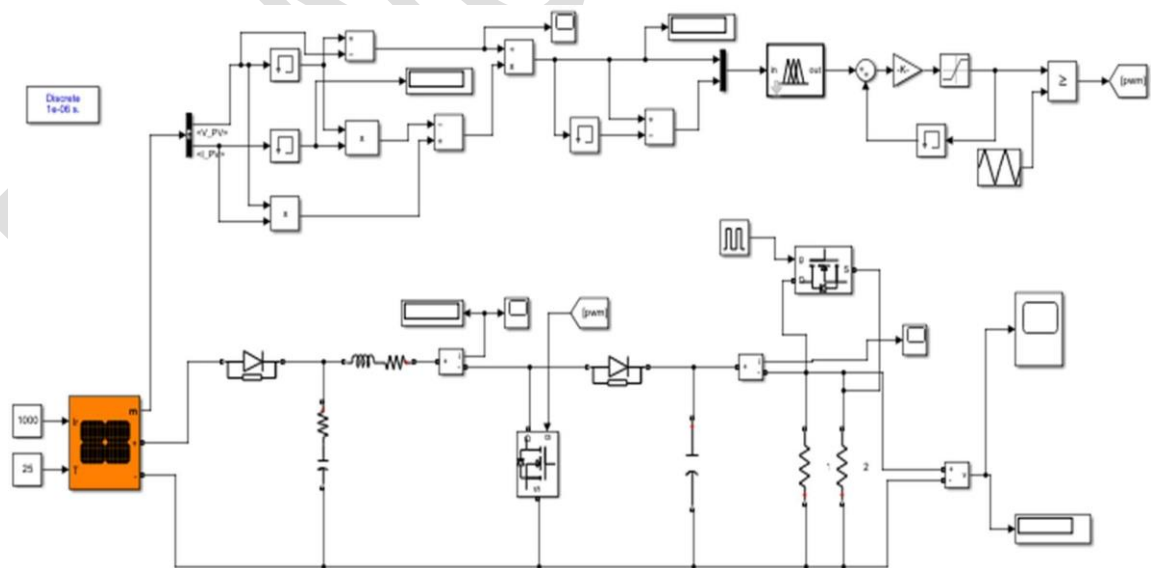 Discrete
1e-06 s.
<V_PV>
<I_PV>
+
-
x
x
x
-
+
+
-
in
out
-K-
≥
[pwm]
g
D
S
[pwm]
+
i
-
+
i
-
1000
25
Ir
T
m
+
-
D
g
S
1
2
+
-
v